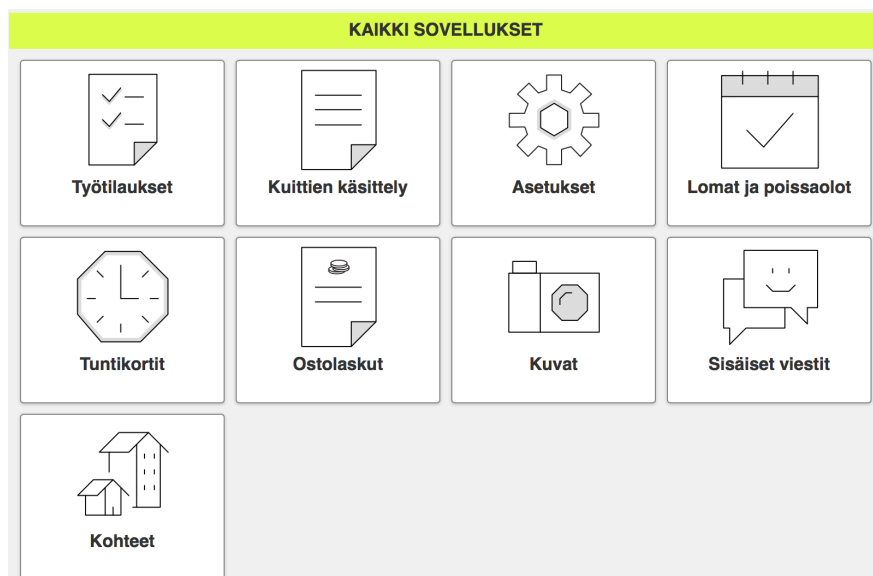 KAIKKI SOVELLUKSET
Työtilaukset
Kuittien käsittely
Asetukset
Lomat ja poissaolot
Tuntikortit
Ostolaskut
Kuvat
Sisäiset viestit
Kohteet